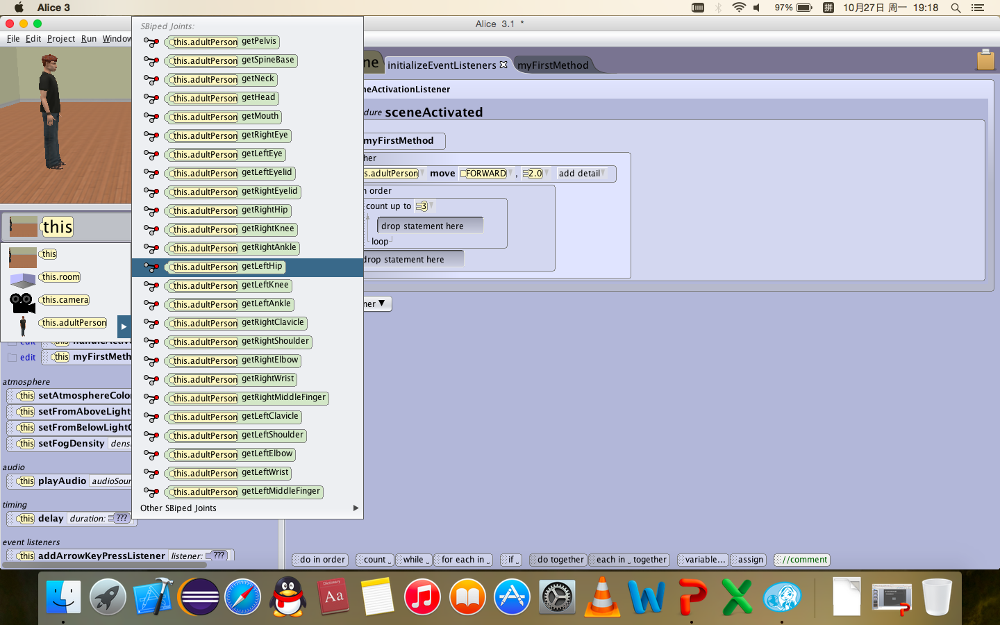 Alice 3
97%
拼
10月27日 周一 19:18
Alice 3.1 *
File Edit Project Run Window
this
this
this.room
this.camera
this.adultPerson
edit this
edit this myFirstMeth
atmosphere
this setAtmosphereColo
this setFromAboveLight
this setFromBelowLight
this setFogDensity densi
audio
this playAudio audioSour
timing
this delay duration: ???
event listeners
this addArrowKeyPressListener listener: ???
SBiped Joints:
this.adultPerson getPelvis
this.adultPerson getSpineBase
this.adultPerson getNeck
this.adultPerson getHead
this.adultPerson getMouth
this.adultPerson getRightEye
this.adultPerson getLeftEye
this.adultPerson getLeftEyelid
this.adultPerson getRightEyelid
this.adultPerson getRightHip
this.adultPerson getRightKnee
this.adultPerson getRightAnkle
this.adultPerson getLeftHip
this.adultPerson getLeftKnee
this.adultPerson getLeftAnkle
this.adultPerson getRightClavicle
this.adultPerson getRightShoulder
this.adultPerson getRightElbow
this.adultPerson getRightWrist
this.adultPerson getRightMiddleFinger
this.adultPerson getLeftClavicle
this.adultPerson getLeftShoulder
this.adultPerson getLeftElbow
this.adultPerson getLeftWrist
this.adultPerson getLeftMiddleFinger
Other SBiped Joints
ne initializeEventListeners myFirstMethod
neActivationListener
dure sceneActivated
myFirstMethod
her
s.adultPerson move FORWARD , 2.0 add detail
n order
count up to 3
drop statement here
loop
drop statement here
ner
do in order count while for each in if do together each in together variable... assign //comment
Dictionary
Aa